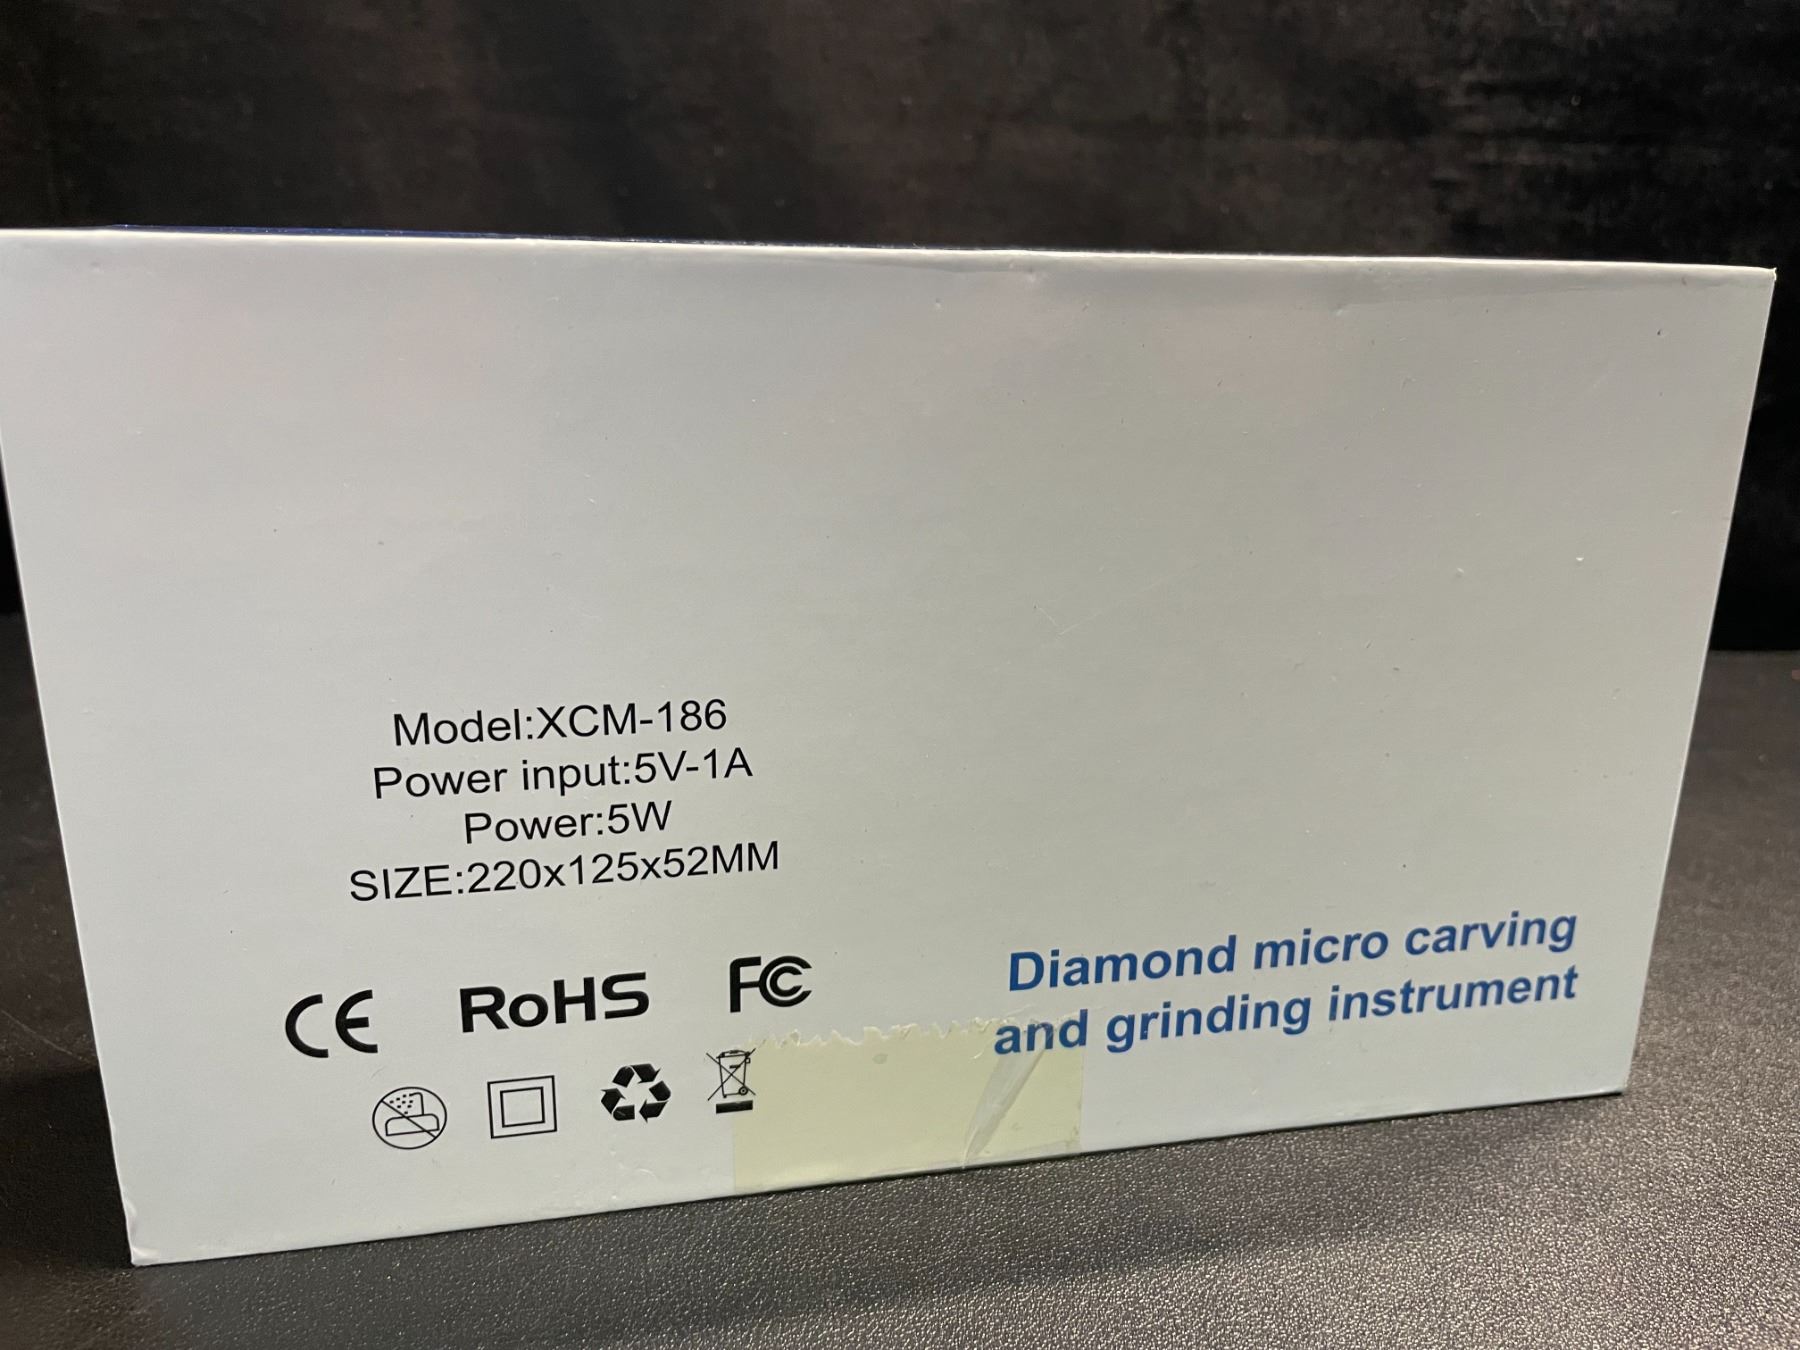 Model:XCM-186
Power input:5V-1A
Power:5W
SIZE:220x125x52MM
CE RoHS FC
Diamond micro carving
and grinding instrument